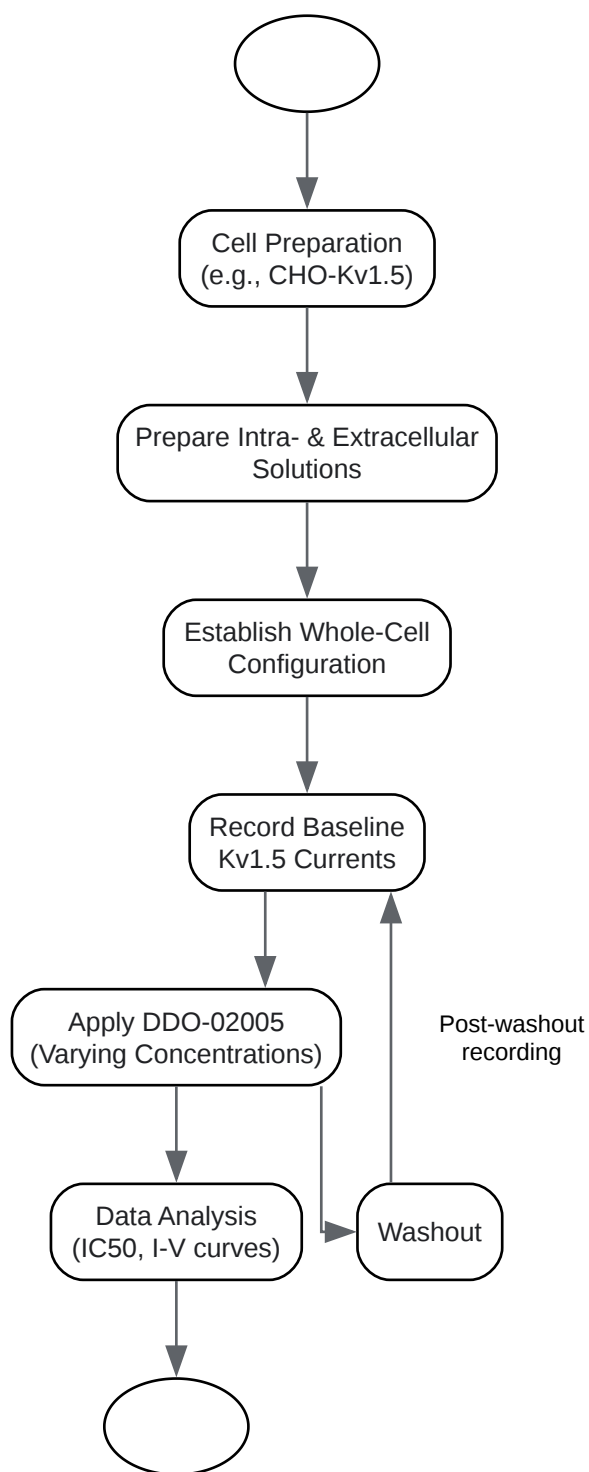 Cell Preparation
(e.g., CHO-Kv1.5)
Prepare Intra- & Extracellular
Solutions
Establish Whole-Cell
Configuration
Record Baseline
Kv1.5 Currents
Apply DDO-02005
(Varying Concentrations)
Post-washout
recording
Data Analysis
(IC50, I-V curves)
Washout